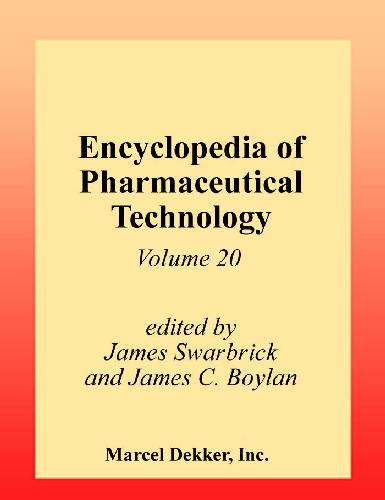 Encyclopedia of
Pharmaceutical
Technology
Volume 20
edited by
James Swarbrick
and James C. Boylan
Marcel Dekker, Inc.